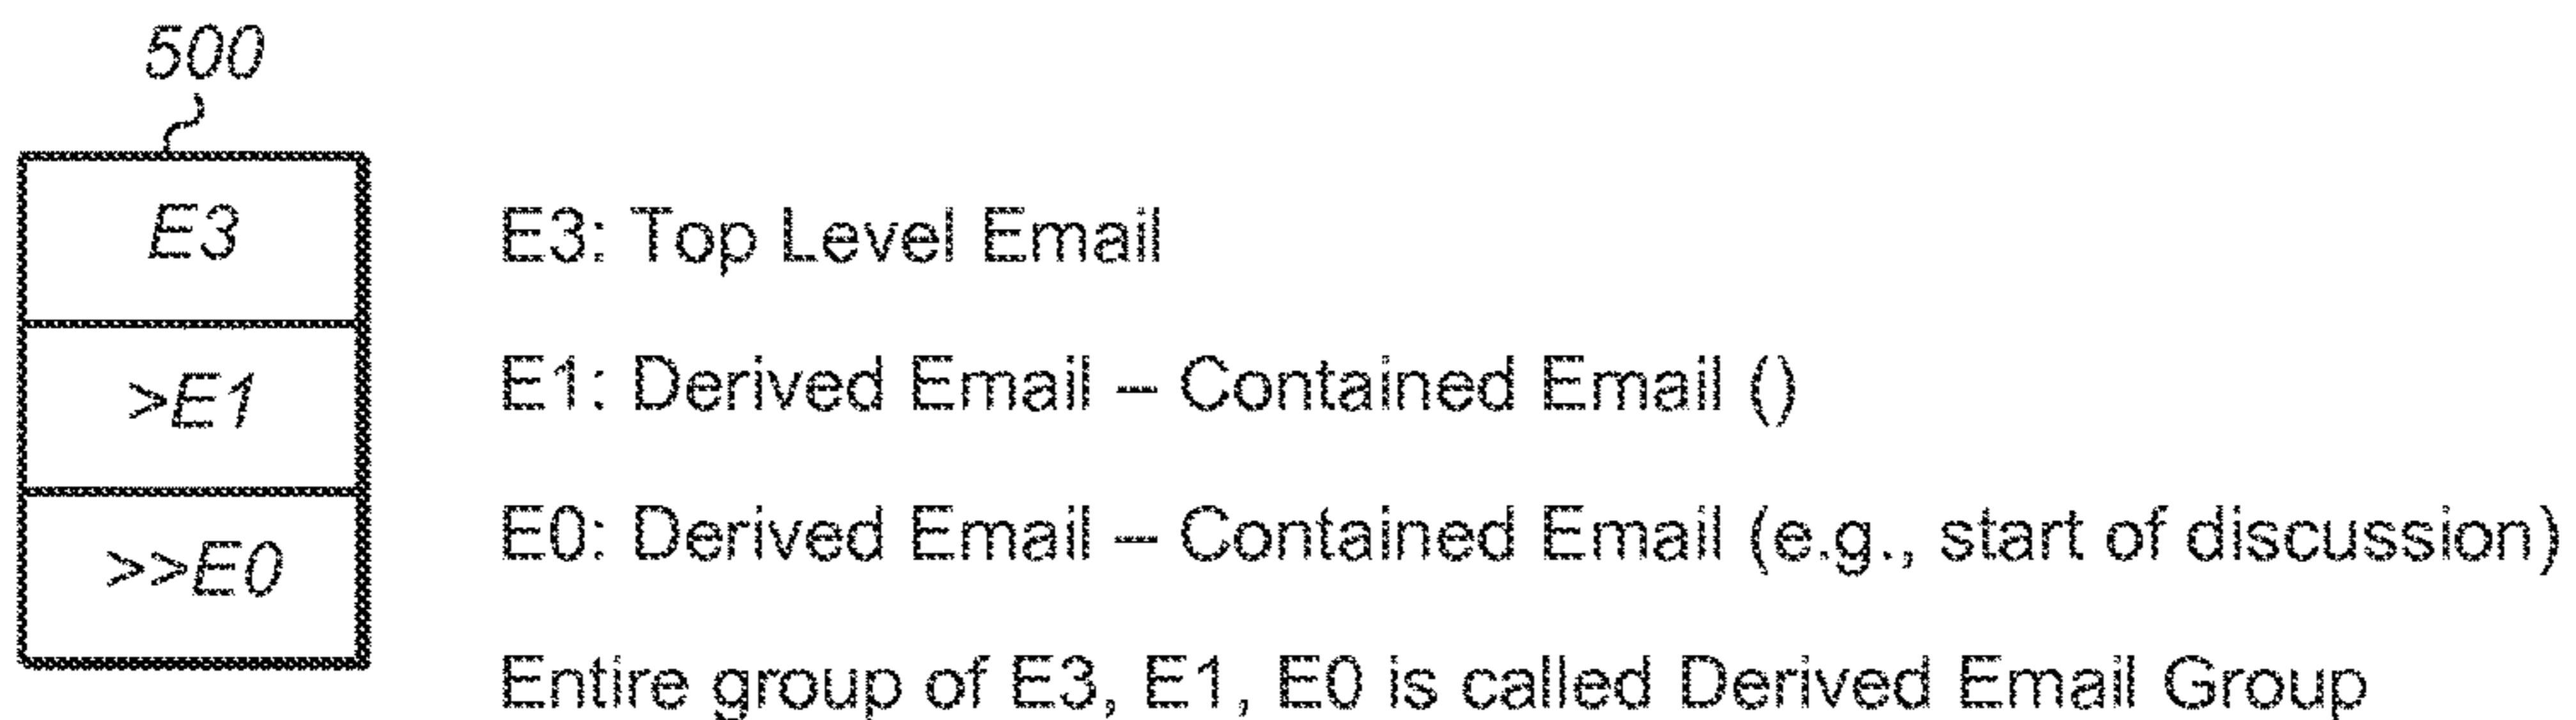 500
E3
E3: Top Level Email
>E1
E1: Derived Email – Contained Email ()
>>E0
E0: Derived Email – Contained Email (e.g., start of discussion)
Entire group of E3, E1, E0 is called Derived Email Group